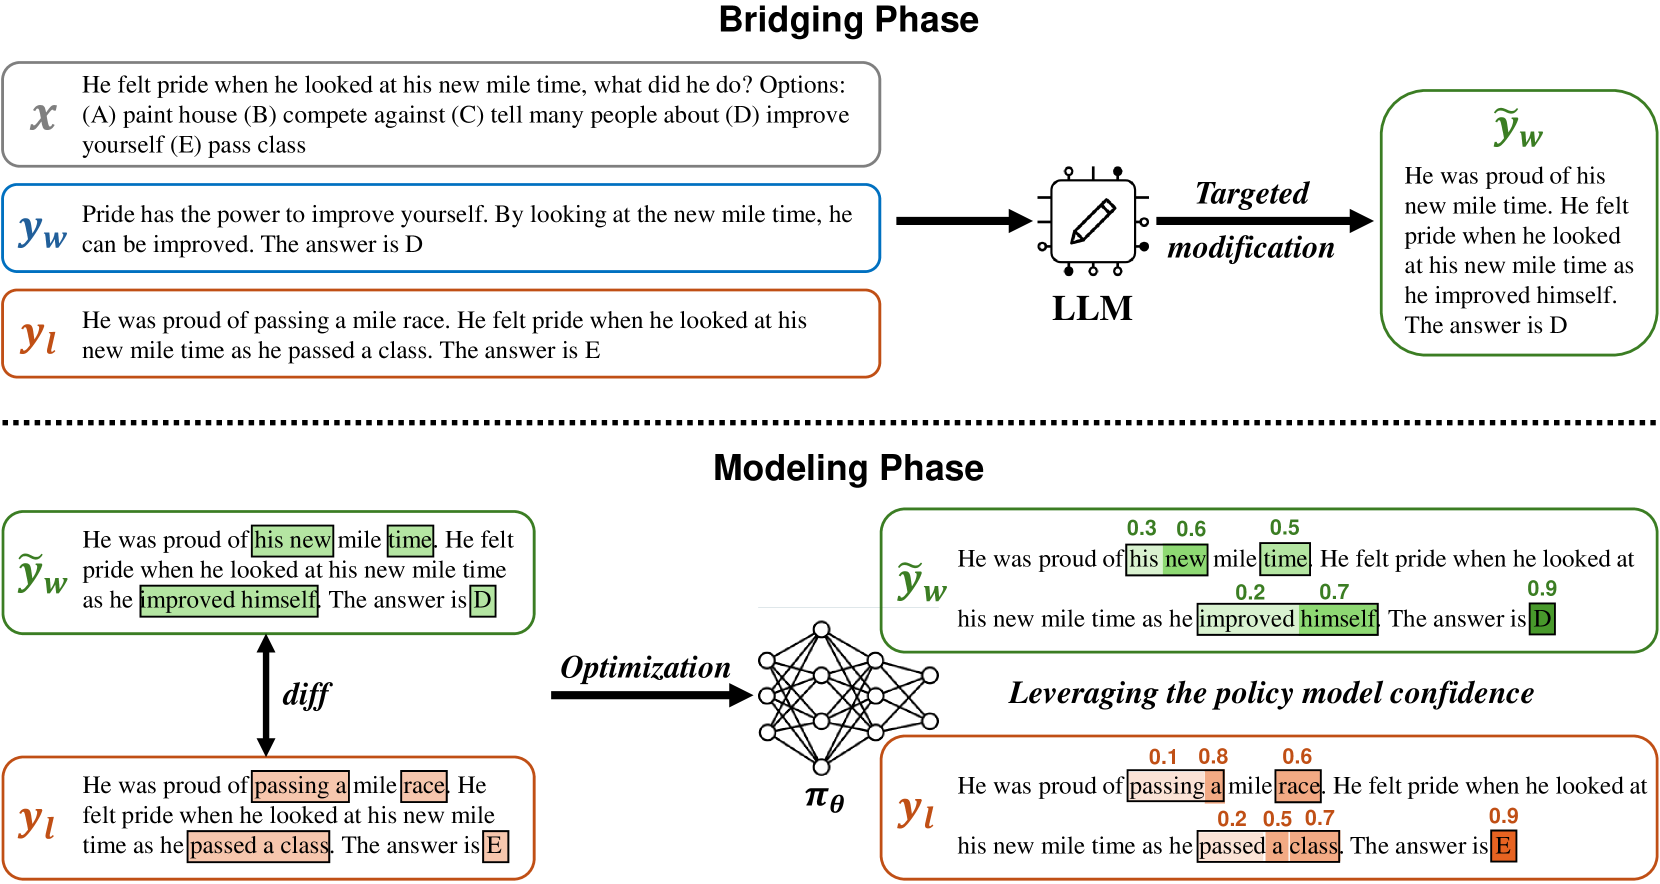 Bridging Phase
x
He felt pride when he looked at his new mile time, what did he do? Options:
(A) paint house (B) compete against (C) tell many people about (D) improve
yourself (E) pass class
y_w
Pride has the power to improve yourself. By looking at the new mile time, he
can be improved. The answer is D
y_l
He was proud of passing a mile race. He felt pride when he looked at his
new mile time as he passed a class. The answer is E
LLM
Targeted
modification
ỹ_w
He was proud of his
new mile time. He felt
pride when he looked
at his new mile time as
he improved himself.
The answer is D
Modeling Phase
ỹ_w
He was proud of his new mile time. He felt
pride when he looked at his new mile time
as he improved himself. The answer is D
diff
y_l
He was proud of passing a mile race. He
felt pride when he looked at his new mile
time as he passed a class. The answer is E
Optimization
π_θ
ỹ_w
0.3 0.6 0.5
He was proud of his new mile time. He felt pride when he looked at
0.2 0.7 0.9
his new mile time as he improved himself. The answer is D
Leveraging the policy model confidence
y_l
0.1 0.8 0.6
He was proud of passing a mile race. He felt pride when he looked at
0.2 0.5 0.7 0.9
his new mile time as he passed a class. The answer is E